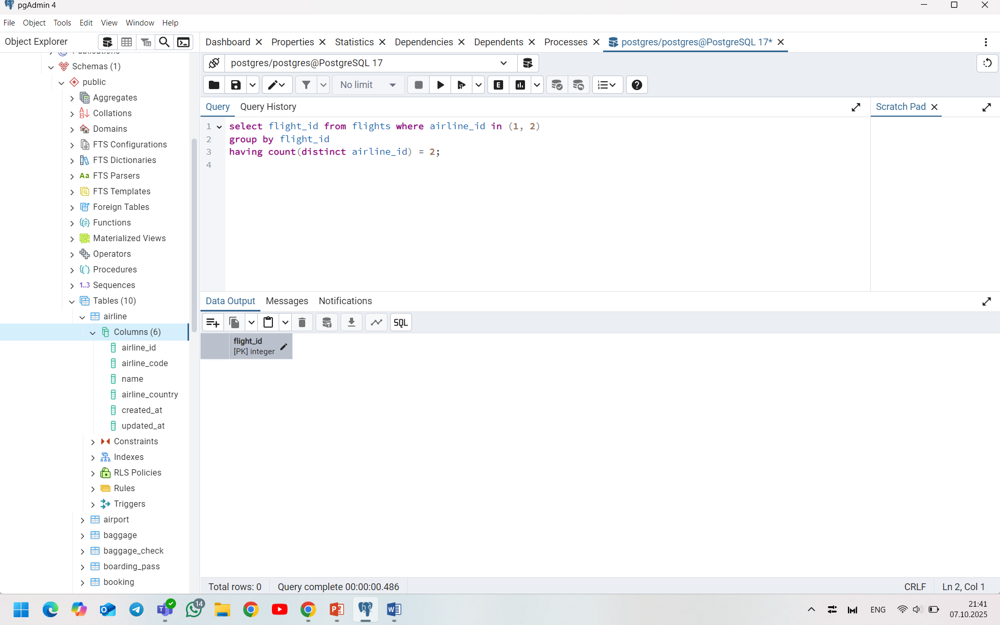 pgAdmin 4
File Object Tools Edit View Window Help
Object Explorer
Dashboard Properties Statistics Dependencies Dependents Processes postgres/postgres@PostgreSQL 17*
postgres/postgres@PostgreSQL 17
No limit
E
Query Query History
Scratch Pad
1 select flight_id from flights where airline_id in (1, 2)
2 group by flight_id
3 having count(distinct airline_id) = 2;
4
Publications
Schemas (1)
public
Aggregates
Collations
Domains
FTS Configurations
FTS Dictionaries
Aa FTS Parsers
FTS Templates
Foreign Tables
Functions
Materialized Views
Operators
Procedures
1..3 Sequences
Tables (10)
airline
Columns (6)
airline_id
airline_code
name
airline_country
created_at
updated_at
Constraints
Indexes
RLS Policies
Rules
Triggers
airport
baggage
baggage_check
boarding_pass
booking
Data Output Messages Notifications
SQL
flight_id
[PK] integer
Total rows: 0 Query complete 00:00:00.486 CRLF Ln 2, Col 1
14
ENG
21:41
07.10.2025